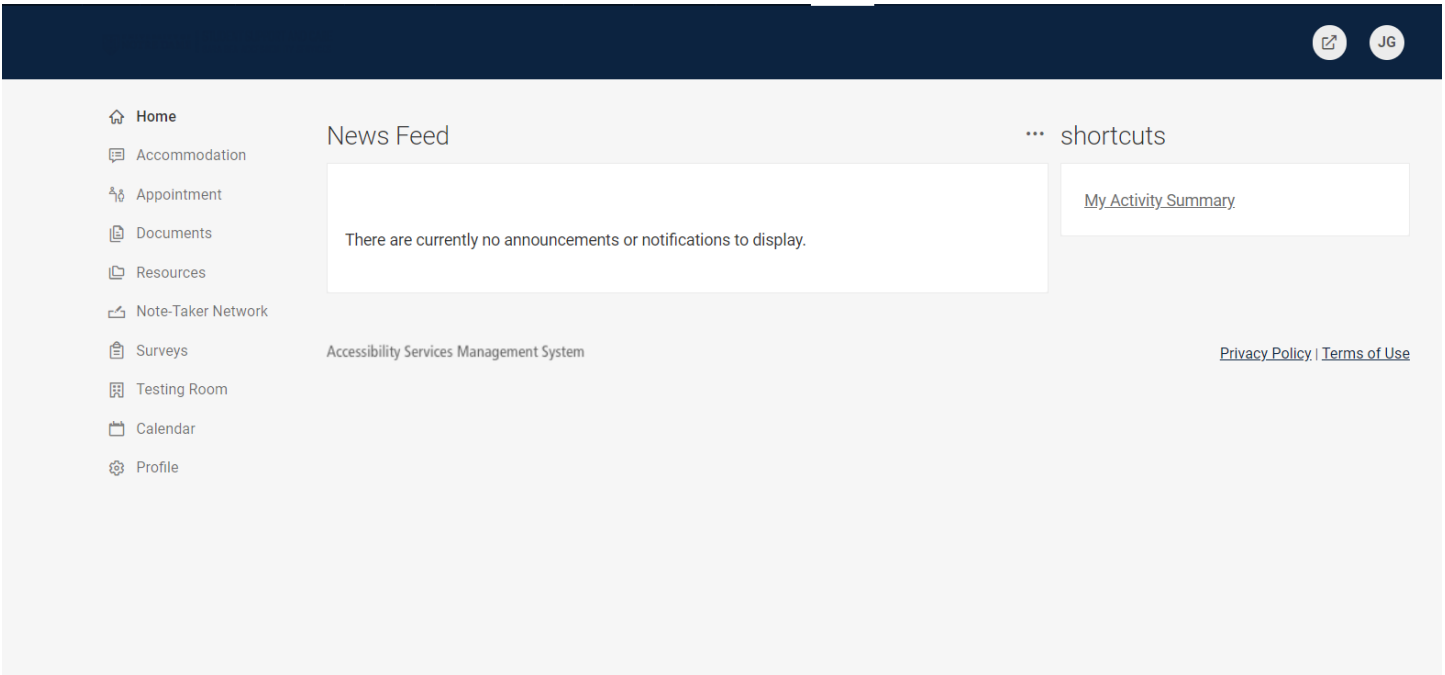 JG
Home
Accommodation
Appointment
Documents
Resources
Note-Taker Network
Surveys
Testing Room
Calendar
Profile
News Feed
There are currently no announcements or notifications to display.
shortcuts
My Activity Summary
Accessibility Services Management System
Privacy Policy | Terms of Use